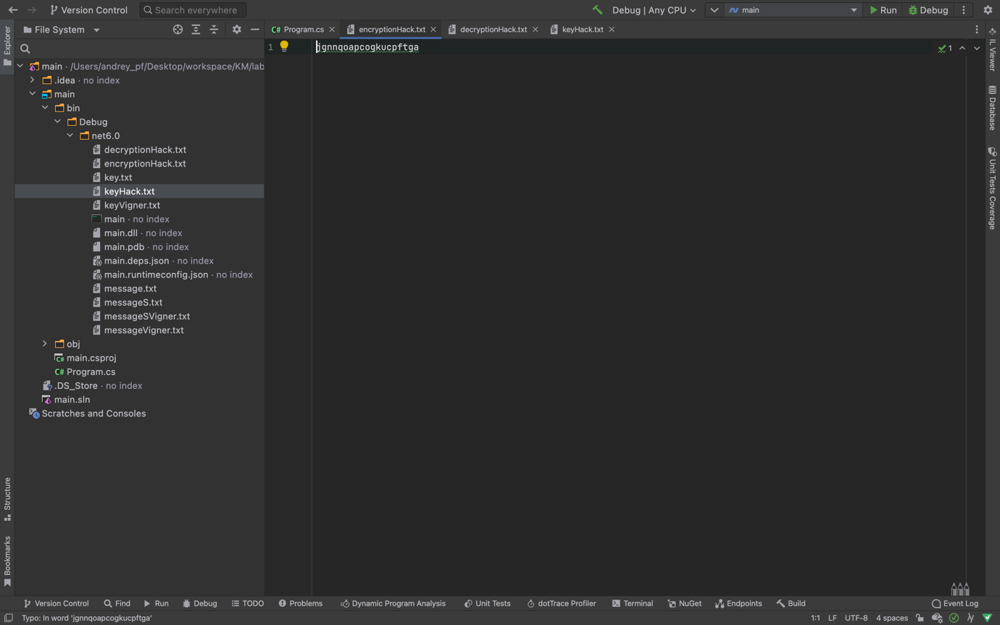 Version Control
Search everywhere
Debug | Any CPU
main
Run
Debug
Explorer
File System
C# Program.cs
encryptionHack.txt
decryptionHack.txt
keyHack.txt
1
jgnnqoapcogkucpftga
1
main · /Users/andrey_pf/Desktop/workspace/KM/lab
.idea · no index
main
bin
Debug
net6.0
decryptionHack.txt
encryptionHack.txt
key.txt
keyHack.txt
keyVigner.txt
main · no index
main.dll · no index
main.pdb · no index
main.deps.json · no index
main.runtimeconfig.json · no index
message.txt
messageS.txt
messageSVigner.txt
messageVigner.txt
obj
main.csproj
C# Program.cs
.DS_Store · no index
main.sln
Scratches and Consoles
IL Viewer
Database
Unit Tests Coverage
Structure
Bookmarks
Version Control
Find
Run
Debug
TODO
Problems
Dynamic Program Analysis
Unit Tests
dotTrace Profiler
Terminal
NuGet
Endpoints
Build
Event Log
Typo: In word 'jgnnqoapcogkucpftga'
1:1
LF
UTF-8
4 spaces